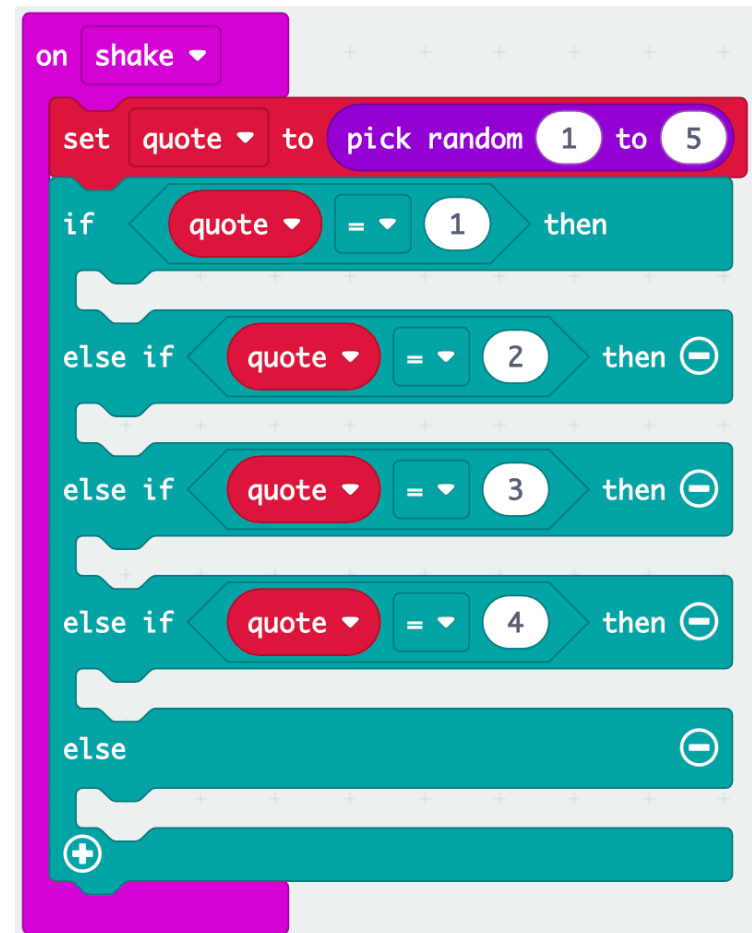 on shake
set quote to pick random 1 to 5
if quote = 1 then
else if quote = 2 then
else if quote = 3 then
else if quote = 4 then
else